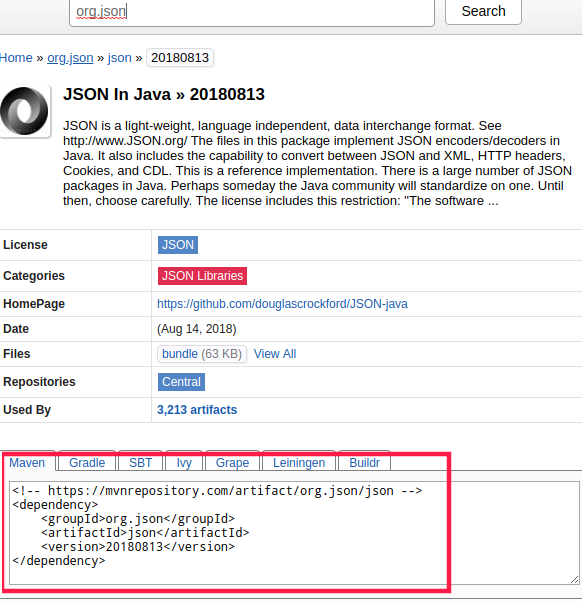 org.json
Search
Home » org.json » json » 20180813
JSON In Java » 20180813
JSON is a light-weight, language independent, data interchange format. See
http://www.JSON.org/ The files in this package implement JSON encoders/decoders in
Java. It also includes the capability to convert between JSON and XML, HTTP headers,
Cookies, and CDL. This is a reference implementation. There is a large number of JSON
packages in Java. Perhaps someday the Java community will standardize on one. Until
then, choose carefully. The license includes this restriction: "The software ...
License JSON
Categories JSON Libraries
HomePage https://github.com/douglascrockford/JSON-java
Date (Aug 14, 2018)
Files bundle (63 KB) View All
Repositories Central
Used By 3,213 artifacts
Maven Gradle SBT Ivy Grape Leiningen Buildr
<!-- https://mvnrepository.com/artifact/org.json/json -->
<dependency>
    <groupId>org.json</groupId>
    <artifactId>json</artifactId>
    <version>20180813</version>
</dependency>